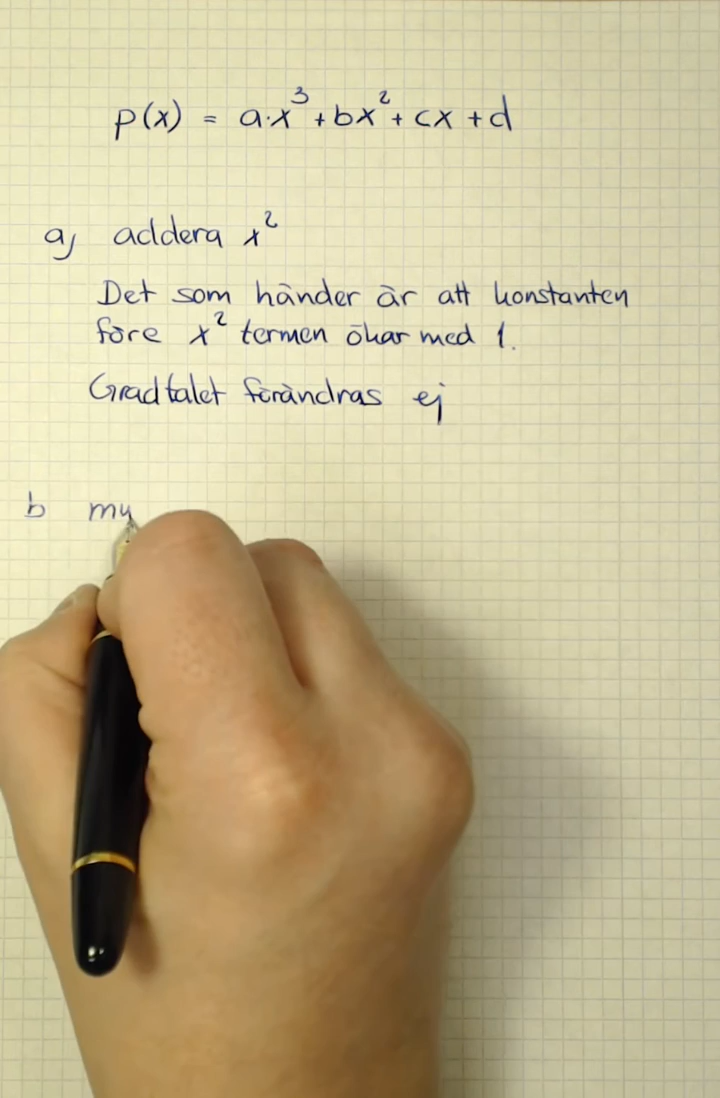 p(x) = a·x³ + bx² + cx + d
a) addera x²
Det som händer är att konstanten
före x² termen ökar med 1.
Gradtalet förändras ej
b mu